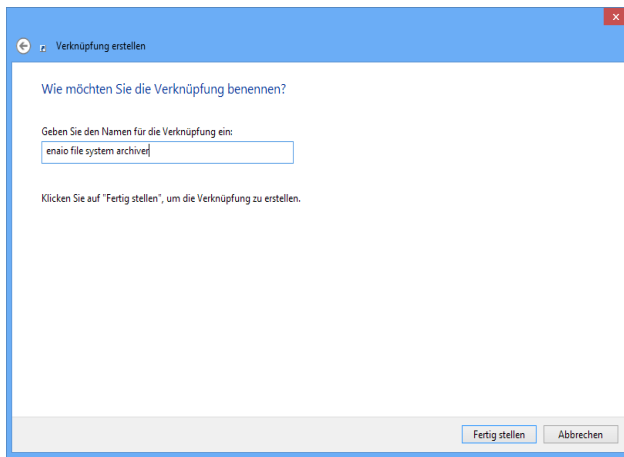 Verknüpfung erstellen
Wie möchten Sie die Verknüpfung benennen?
Geben Sie den Namen für die Verknüpfung ein:
enaio file system archiver
Klicken Sie auf "Fertig stellen", um die Verknüpfung zu erstellen.
Fertig stellen Abbrechen